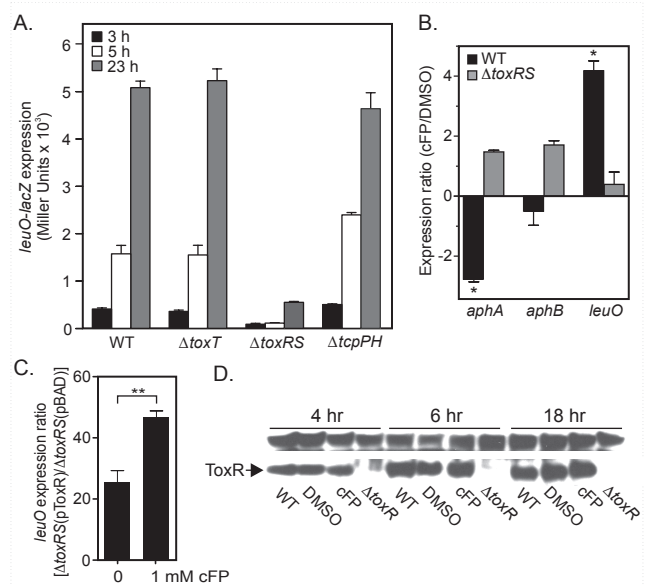 A.
leuO-lacZ expression
(Miller Units x 10³)
6
5
4
3
2
1
0
3 h
5 h
23 h
WT
ΔtoxT
ΔtoxRS
ΔtcpPH
B.
Expression ratio (cFP/DMSO)
4
2
0
-2
WT
ΔtoxRS
*
*
aphA
aphB
leuO
C.
leuO expression ratio
[ΔtoxRS(pToxR)/ΔtoxRS(pBAD)]
60
40
20
0
**
0
1 mM cFP
D.
4 hr
6 hr
18 hr
ToxR
WT
DMSO
cFP
ΔtoxR
WT
DMSO
cFP
ΔtoxR
WT
DMSO
cFP
ΔtoxR